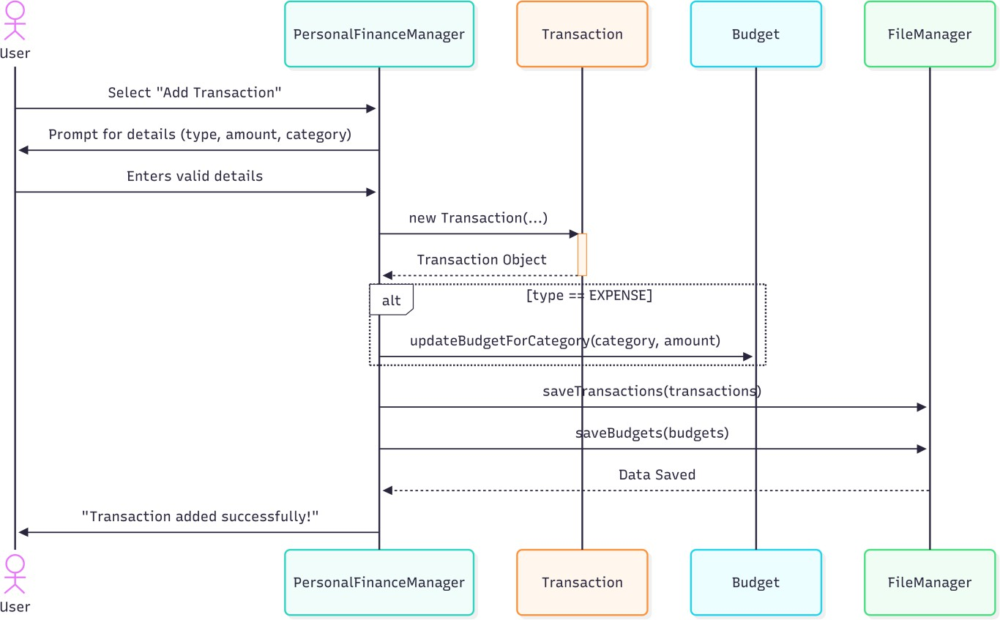 User
PersonalFinanceManager
Transaction
Budget
FileManager
Select "Add Transaction"
Prompt for details (type, amount, category)
Enters valid details
new Transaction(...)
Transaction Object
alt
[type == EXPENSE]
updateBudgetForCategory(category, amount)
saveTransactions(transactions)
saveBudgets(budgets)
Data Saved
"Transaction added successfully!"
User
PersonalFinanceManager
Transaction
Budget
FileManager